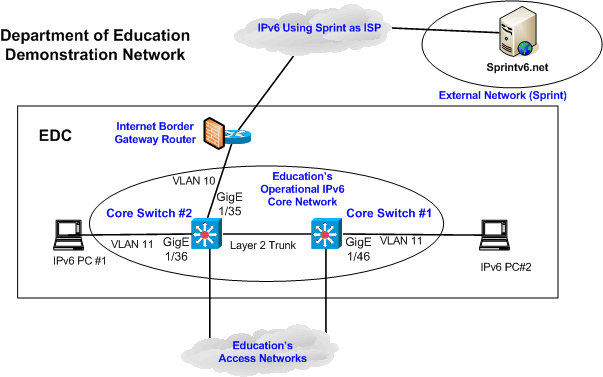 Department of Education
Demonstration Network
IPv6 Using Sprint as ISP
Sprintv6.net
External Network (Sprint)
EDC
Internet Border
Gateway Router
VLAN 10
Education's
Operational IPv6
Core Network
Core Switch #2
GigE
1/35
Core Switch #1
IPv6 PC #1
VLAN 11
GigE
1/36
Layer 2 Trunk
GigE
1/46
VLAN 11
IPv6 PC#2
Education's
Access Networks